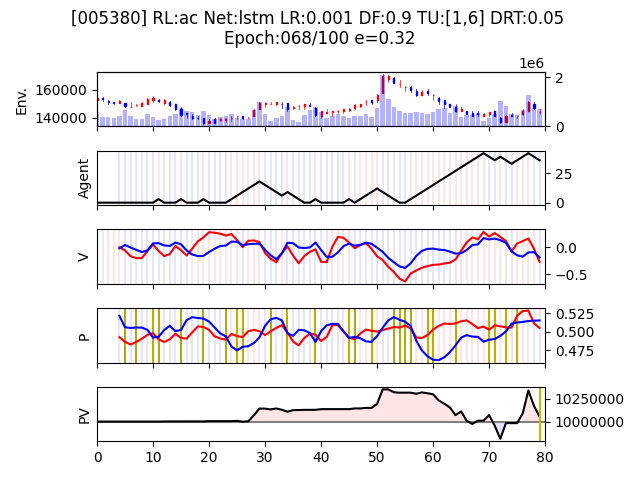 [005380] RL:ac Net:lstm LR:0.001 DF:0.9 TU:[1,6] DRT:0.05
Epoch:068/100 e=0.32
1e6
Env.
160000
140000
2
0
Agent
25
0
V
0.0
−0.5
P
0.525
0.500
0.475
PV
10250000
10000000
0 10 20 30 40 50 60 70 80